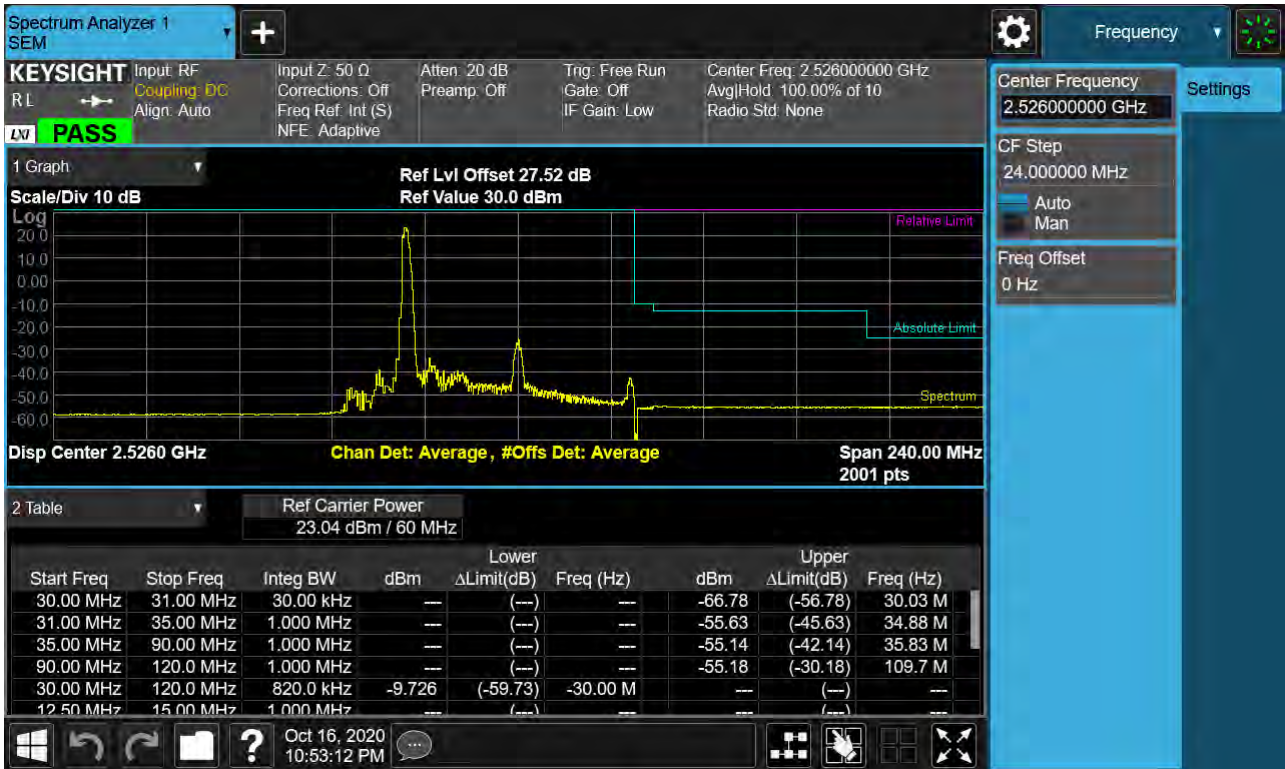 Spectrum Analyzer 1
SEM
+
Frequency
KEYSIGHT
R L
LXI
PASS
Input: RF
Coupling: DC
Align: Auto
Input Z: 50 Ω
Corrections: Off
Freq Ref: Int (S)
NFE: Adaptive
Atten: 20 dB
Preamp: Off
Trig: Free Run
Gate: Off
IF Gain: Low
Center Freq: 2.526000000 GHz
Avg|Hold: 100.00% of 10
Radio Std: None
Center Frequency
2.526000000 GHz
Settings
CF Step
24.000000 MHz
Auto
Man
Freq Offset
0 Hz
1 Graph
Ref Lvl Offset 27.52 dB
Scale/Div 10 dB
Ref Value 30.0 dBm
Log
20.0
10.0
0.00
-10.0
-20.0
-30.0
-40.0
-50.0
-60.0
Relative Limit
Absolute Limit
Spectrum
Disp Center 2.5260 GHz
Chan Det: Average, #Offs Det: Average
Span 240.00 MHz
2001 pts
2 Table
Ref Carrier Power
23.04 dBm / 60 MHz
Lower Upper
Start Freq Stop Freq Integ BW dBm ΔLimit(dB) Freq (Hz) dBm ΔLimit(dB) Freq (Hz)
30.00 MHz 31.00 MHz 30.00 kHz --- (---) --- -66.78 (-56.78) 30.03 M
31.00 MHz 35.00 MHz 1.000 MHz --- (---) --- -55.63 (-45.63) 34.88 M
35.00 MHz 90.00 MHz 1.000 MHz --- (---) --- -55.14 (-42.14) 35.83 M
90.00 MHz 120.0 MHz 1.000 MHz --- (---) --- -55.18 (-30.18) 109.7 M
30.00 MHz 120.0 MHz 820.0 kHz -9.726 (-59.73) -30.00 M --- (---) ---
12.50 MHz 15.00 MHz 1.000 MHz --- (---) --- --- (---) ---
?
Oct 16, 2020
10:53:12 PM